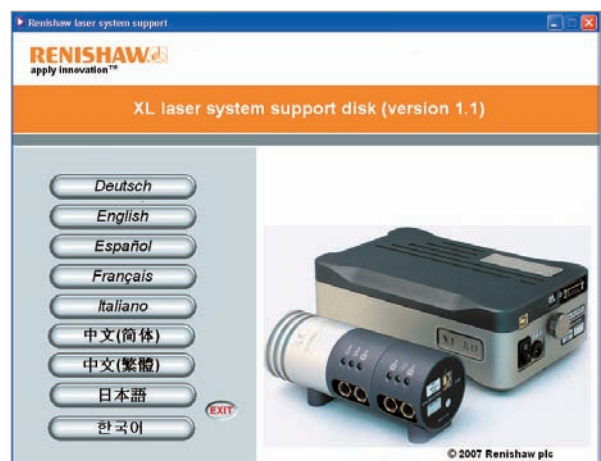 Renishaw laser system support
RENISHAW
apply innovation™
XL laser system support disk (version 1.1)
Deutsch
English
Español
Français
Italiano
中文(简体)
中文(繁體)
日本語
한국어
EXIT
XL-80
© 2007 Renishaw plc